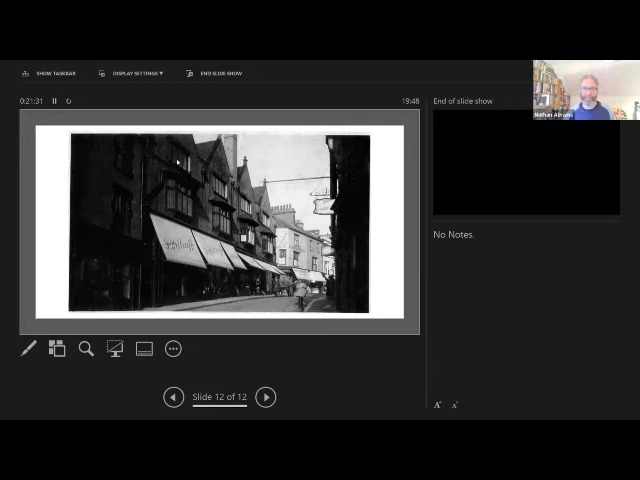 SHOW TASKBAR
DISPLAY SETTINGS ▾
END SLIDE SHOW
0:21:31
19:48
End of slide show
Nathan Abrams
No Notes.
Slide 12 of 12
A
A